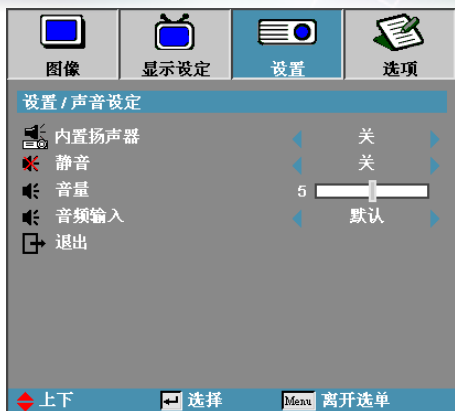 图像 显示设定 设置 选项
设置 / 声音设定
内置扬声器 关
静音 关
音量 5
音频输入 默认
退出
上下 选择 Menu 离开选单